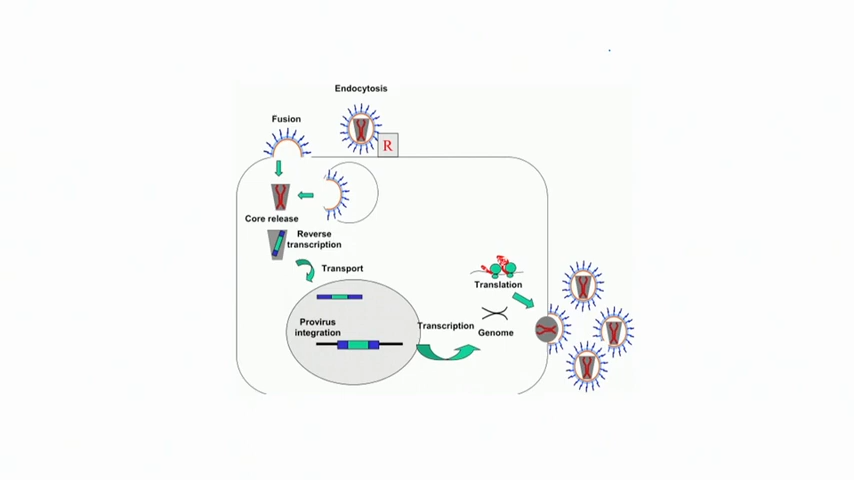 Endocytosis
Fusion
R
Core release
Reverse
transcription
Transport
Translation
Provirus
integration
Transcription
Genome